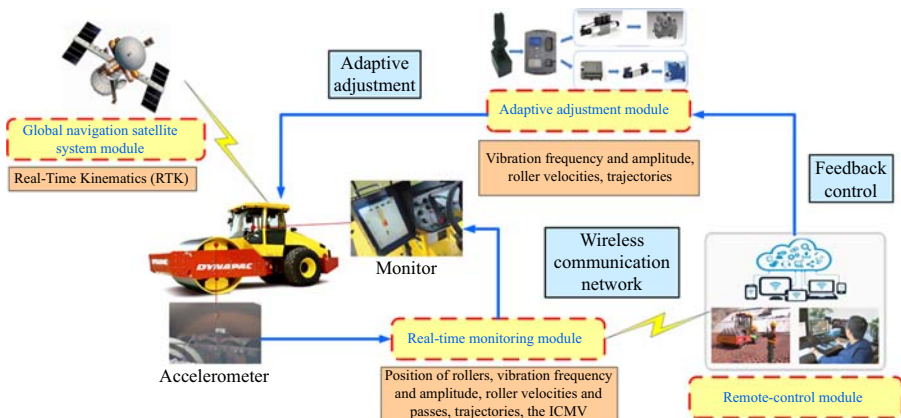 Adaptive
adjustment
Adaptive adjustment module
Global navigation satellite
system module
Real-Time Kinematics (RTK)
Vibration frequency and amplitude,
roller velocities, trajectories
Feedback
control
DYNAPAC
Monitor
Wireless
communication
network
Accelerometer
Real-time monitoring module
Position of rollers, vibration frequency
and amplitude, roller velocities and
passes, trajectories, the ICMV
Remote-control module